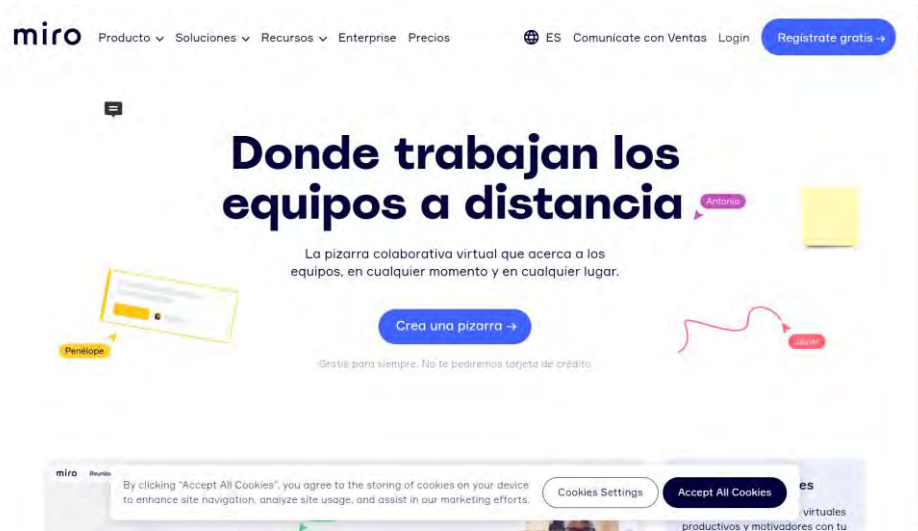 miro Producto Soluciones Recursos Enterprise Precios ES Comunícate con Ventas Login Regístrate gratis →
Donde trabajan los
equipos a distancia
Antonio
La pizarra colaborativa virtual que acerca a los
equipos, en cualquier momento y en cualquier lugar.
Crea una pizarra →
Penélope
Javier
Gratis para siempre. No te pediremos tarjeta de crédito
miro
By clicking "Accept All Cookies", you agree to the storing of cookies on your device
to enhance site navigation, analyze site usage, and assist in our marketing efforts.
Cookies Settings
Accept All Cookies
es
virtuales
productivos y motivadores con tu